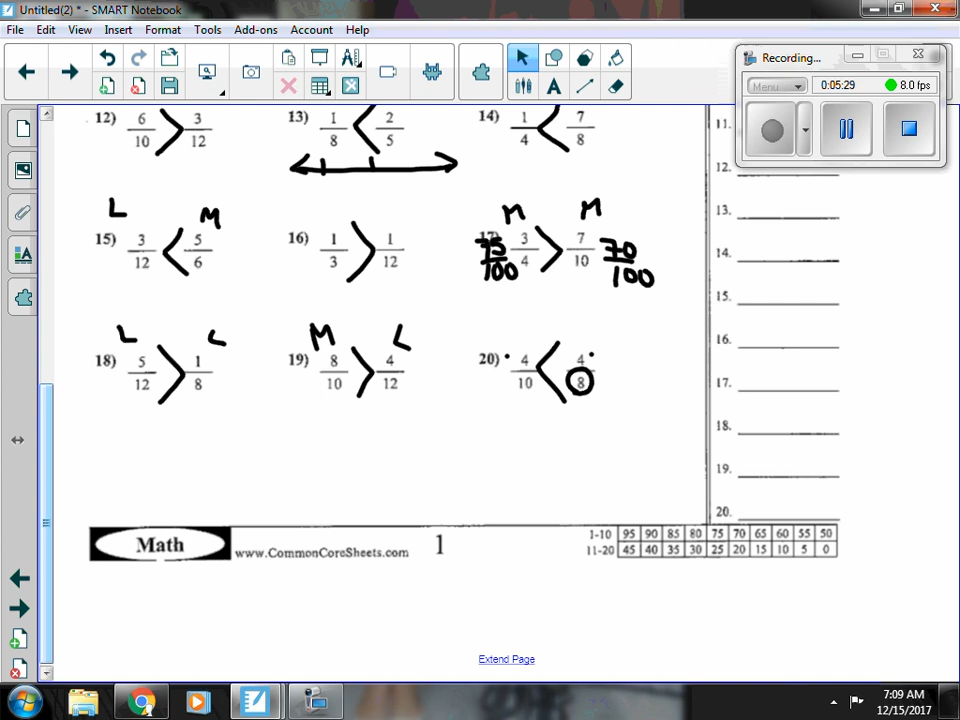 Untitled(2) * - SMART Notebook
File Edit View Insert Format Tools Add-ons Account Help
Recording...
Menu 0:05:29 8.0 fps
12) 6/10 > 3/12 13) 1/8 < 2/5 14) 1/4 < 7/8 11.
12.
L M M M 13.
15) 3/12 < 5/6 16) 1/3 > 1/12 17) 75/100 3/4 > 7/10 70/100
14.
15.
L L M L 16.
18) 5/12 > 1/8 19) 8/10 > 4/12 20) 4/10 < 4/8
17.
18.
19.
20.
Math www.CommonCoreSheets.com 1
1-10 95 90 85 80 75 70 65 60 55 50
11-20 45 40 35 30 25 20 15 10 5 0
Extend Page
7:09 AM
12/15/2017